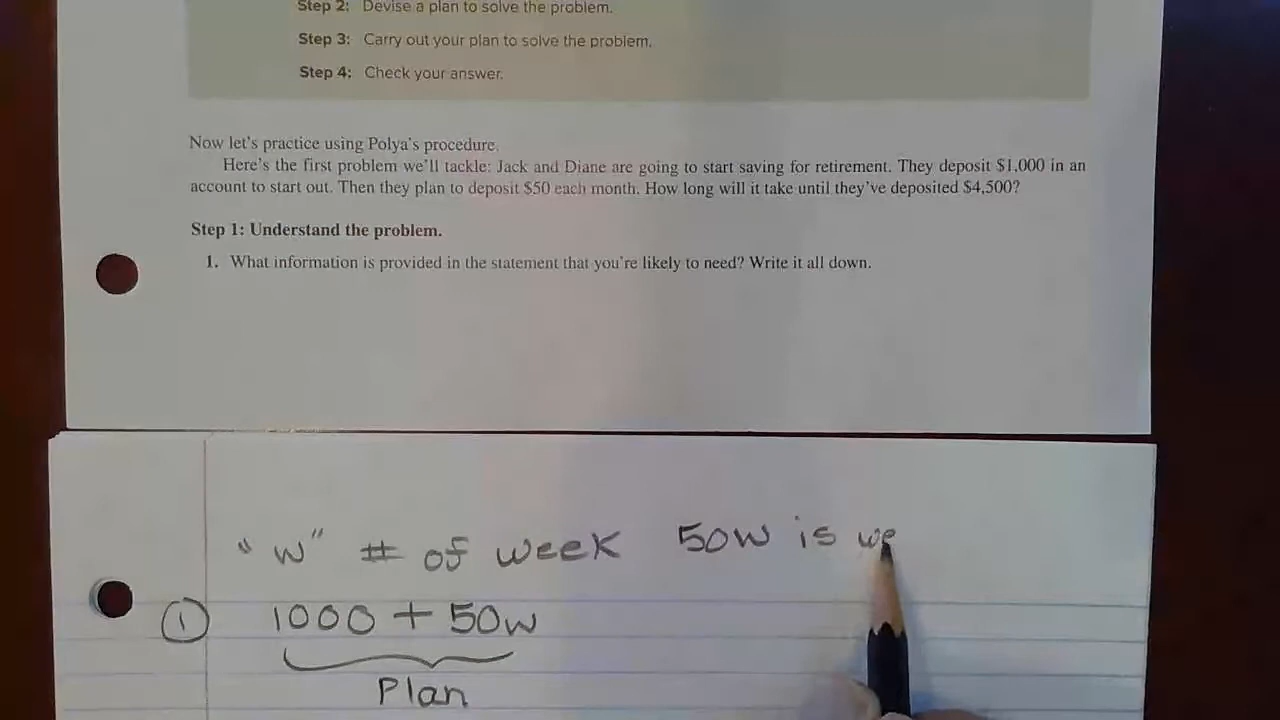 Step 2: Devise a plan to solve the problem.
Step 3: Carry out your plan to solve the problem.
Step 4: Check your answer.
Now let's practice using Polya's procedure.
Here's the first problem we'll tackle: Jack and Diane are going to start saving for retirement. They deposit $1,000 in an
account to start out. Then they plan to deposit $50 each month. How long will it take until they've deposited $4,500?
Step 1: Understand the problem.
1. What information is provided in the statement that you're likely to need? Write it all down.
"w" # of week 50w is we
① 1000 + 50w
Plan